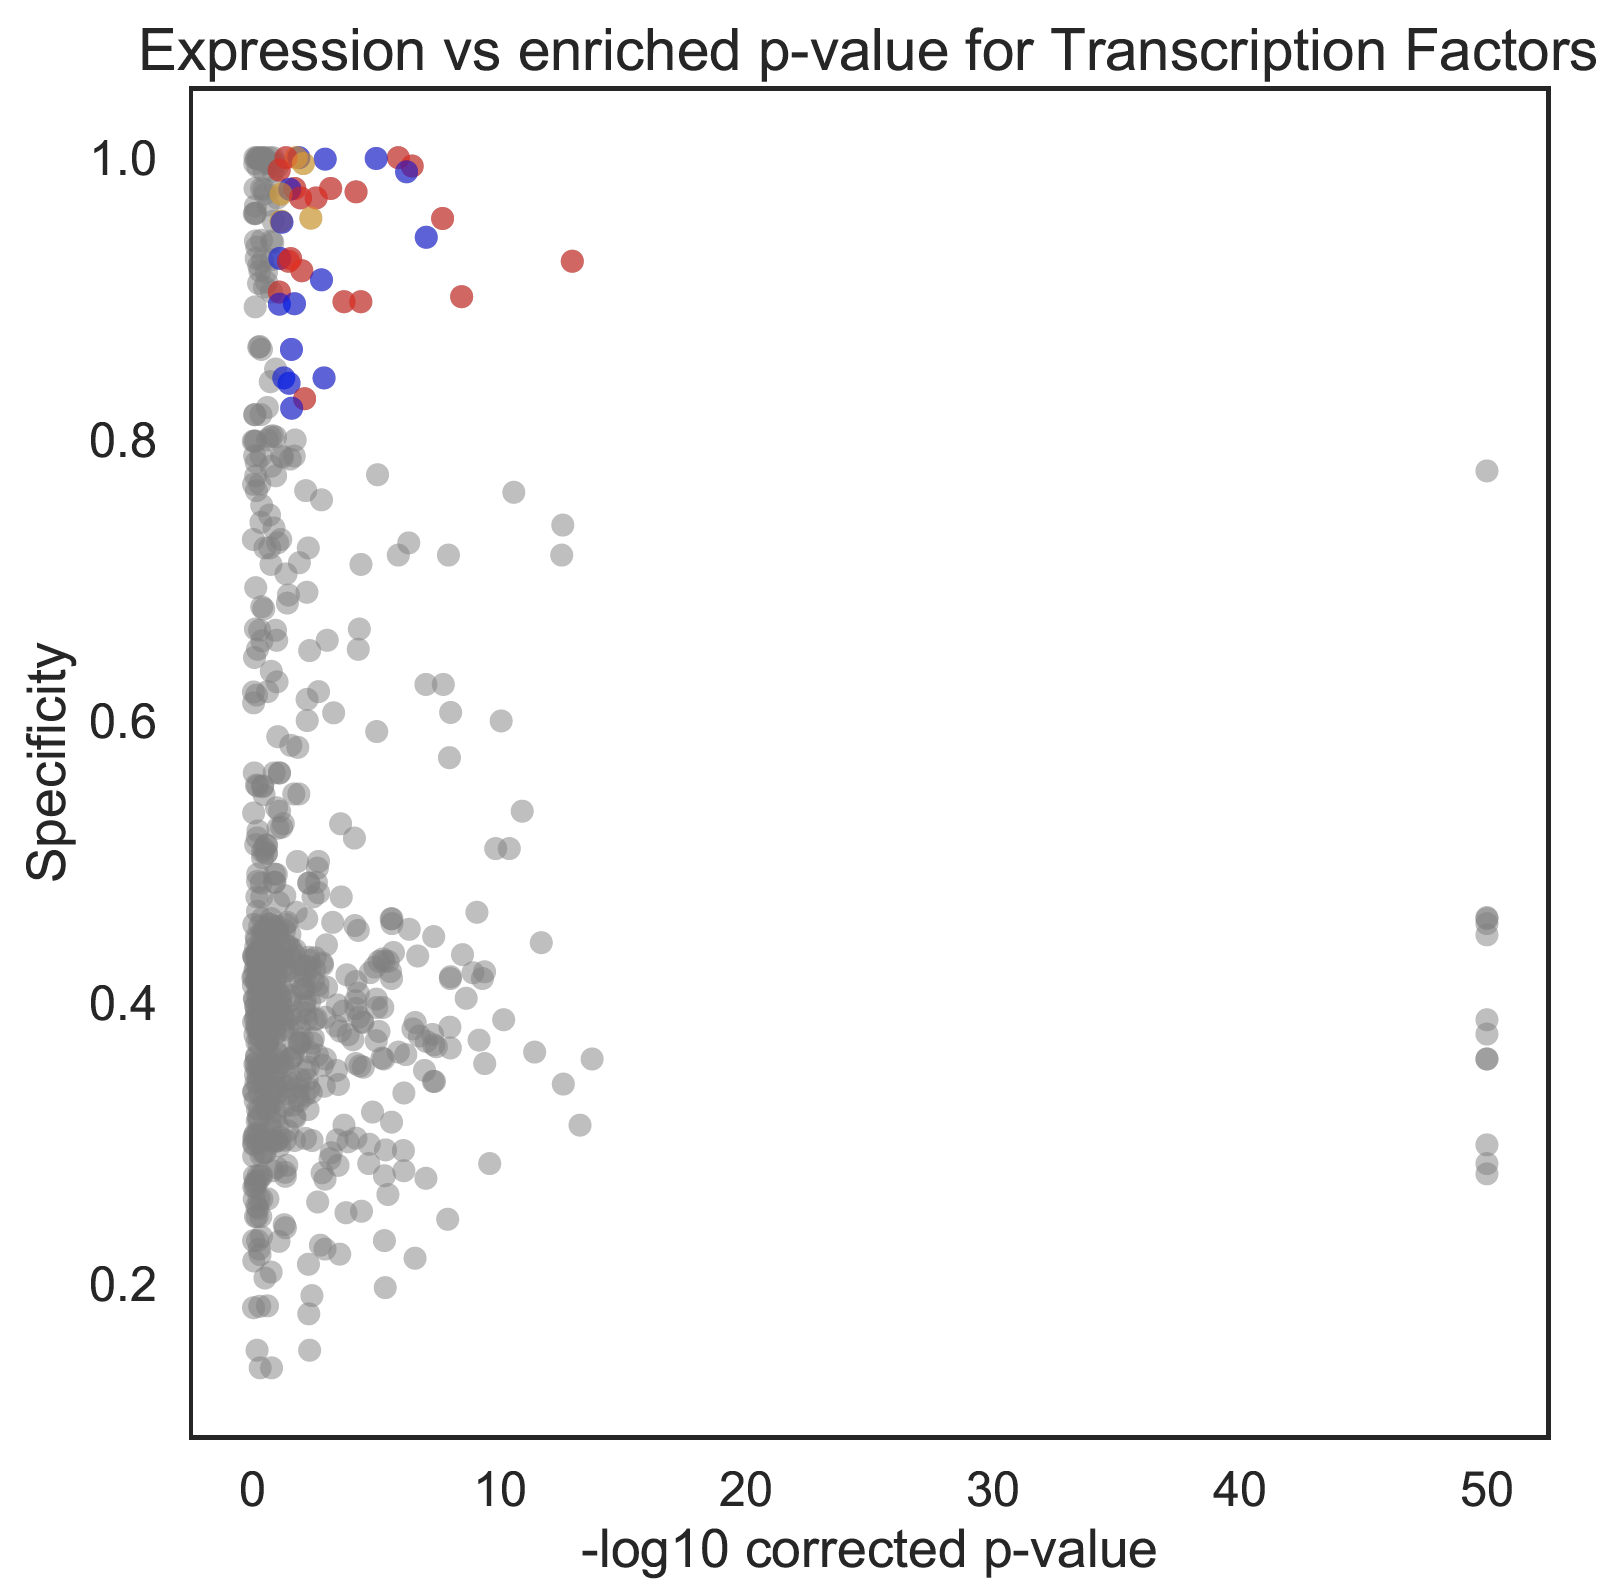 Expression vs enriched p-value for Transcription Factors
1.0
0.8
0.6
0.4
0.2
Specificity
0 10 20 30 40 50
-log10 corrected p-value